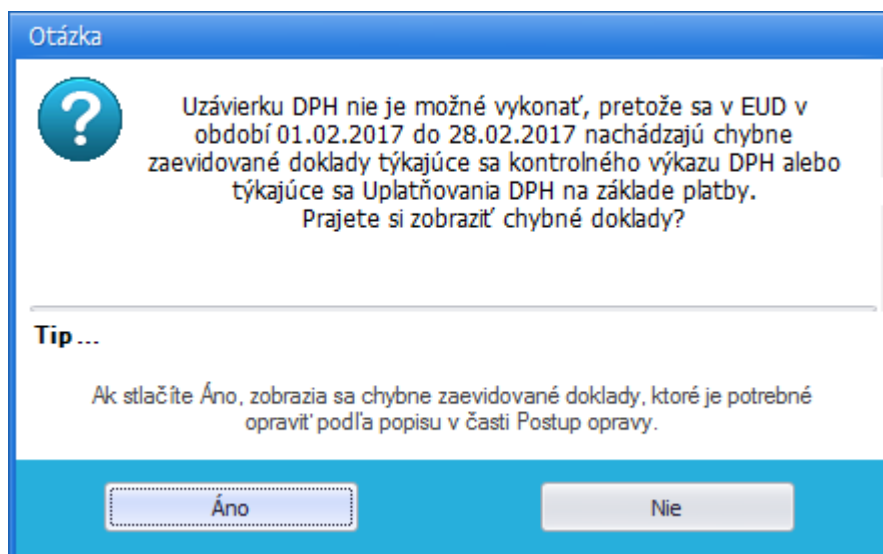 Otázka
Uzávierku DPH nie je možné vykonať, pretože sa v EUD v
období 01.02.2017 do 28.02.2017 nachádzajú chybne
zaevidované doklady týkajúce sa kontrolného výkazu DPH alebo
týkajúce sa Uplatňovania DPH na základe platby.
Prajete si zobraziť chybné doklady?
Tip...
Ak stlačíte Áno, zobrazia sa chybne zaevidované doklady, ktoré je potrebné
opraviť podľa popisu v časti Postup opravy.
Áno
Nie